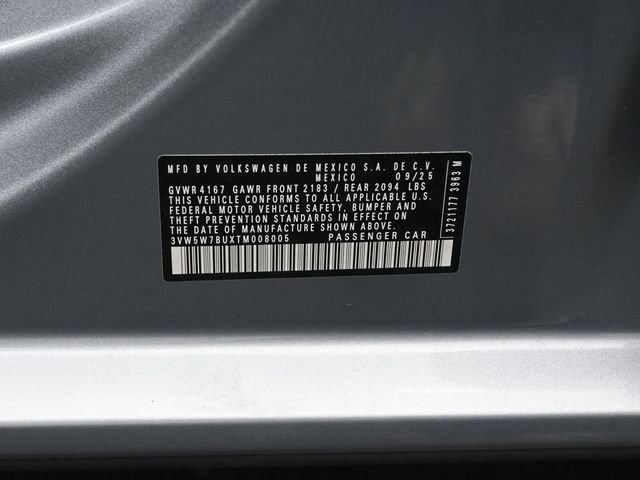 MFD BY VOLKSWAGEN DE MEXICO S.A. DE C.V.
MEXICO 09/25
GVWR 4167 GAWR FRONT 2183 / REAR 2094 LBS
THIS VEHICLE CONFORMS TO ALL APPLICABLE U.S.
FEDERAL MOTOR VEHICLE SAFETY, BUMPER AND
THEFT PREVENTION STANDARDS IN EFFECT ON
THE DATE OF MANUFACTURE SHOWN ABOVE.
3VW5W7BUXTM008005 PASSENGER CAR
3721177 3963 M